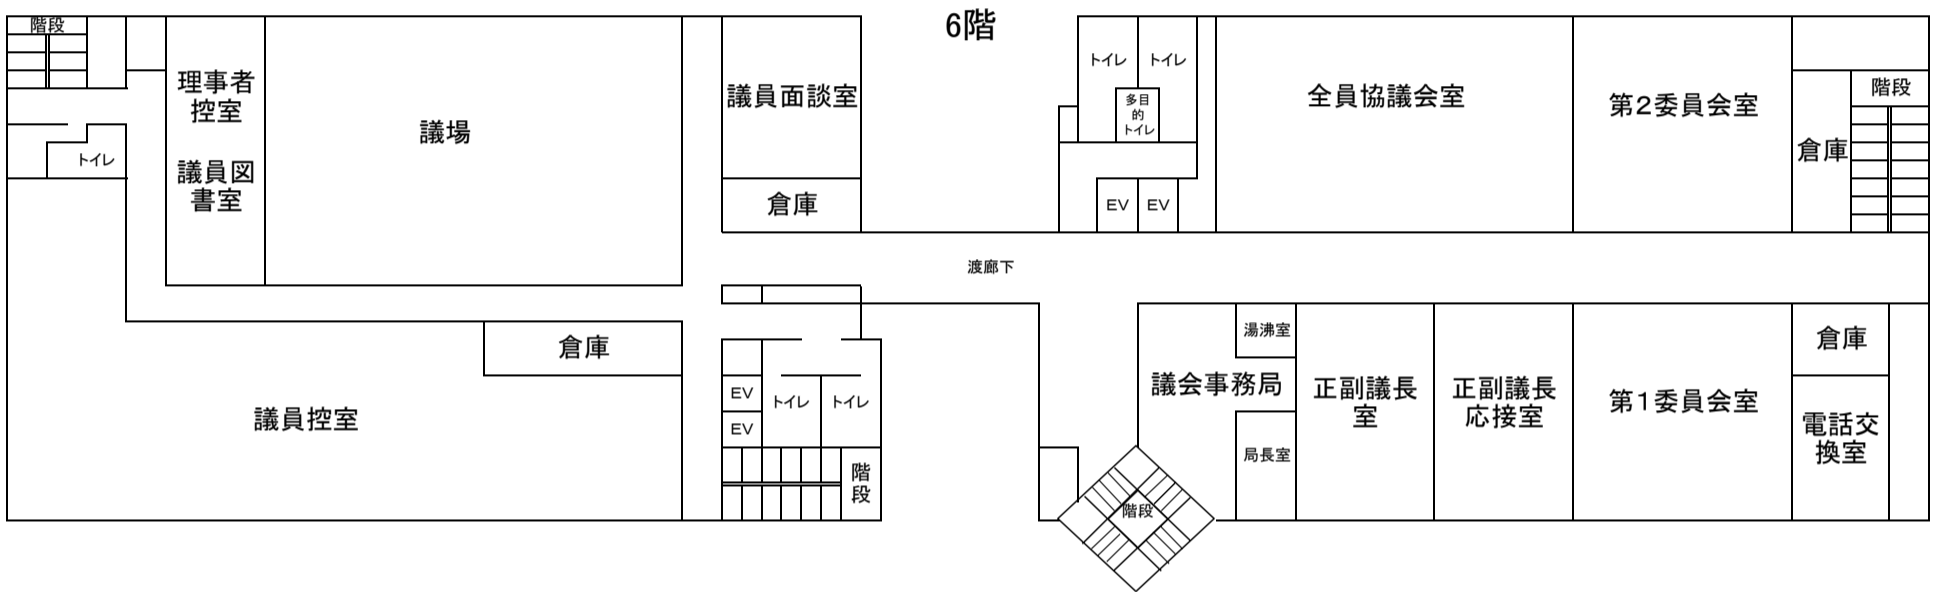 6階
階段
理事者
控室
議員図
書室
トイレ
議場
議員面談室
倉庫
トイレ
トイレ
多目
的
トイレ
EV
EV
全員協議会室
第2委員会室
倉庫
階段
渡廊下
倉庫
議員控室
EV
EV
トイレ
トイレ
階
段
階段
湯沸室
議会事務局
局長室
正副議長
室
正副議長
応接室
第1委員会室
倉庫
電話交
換室